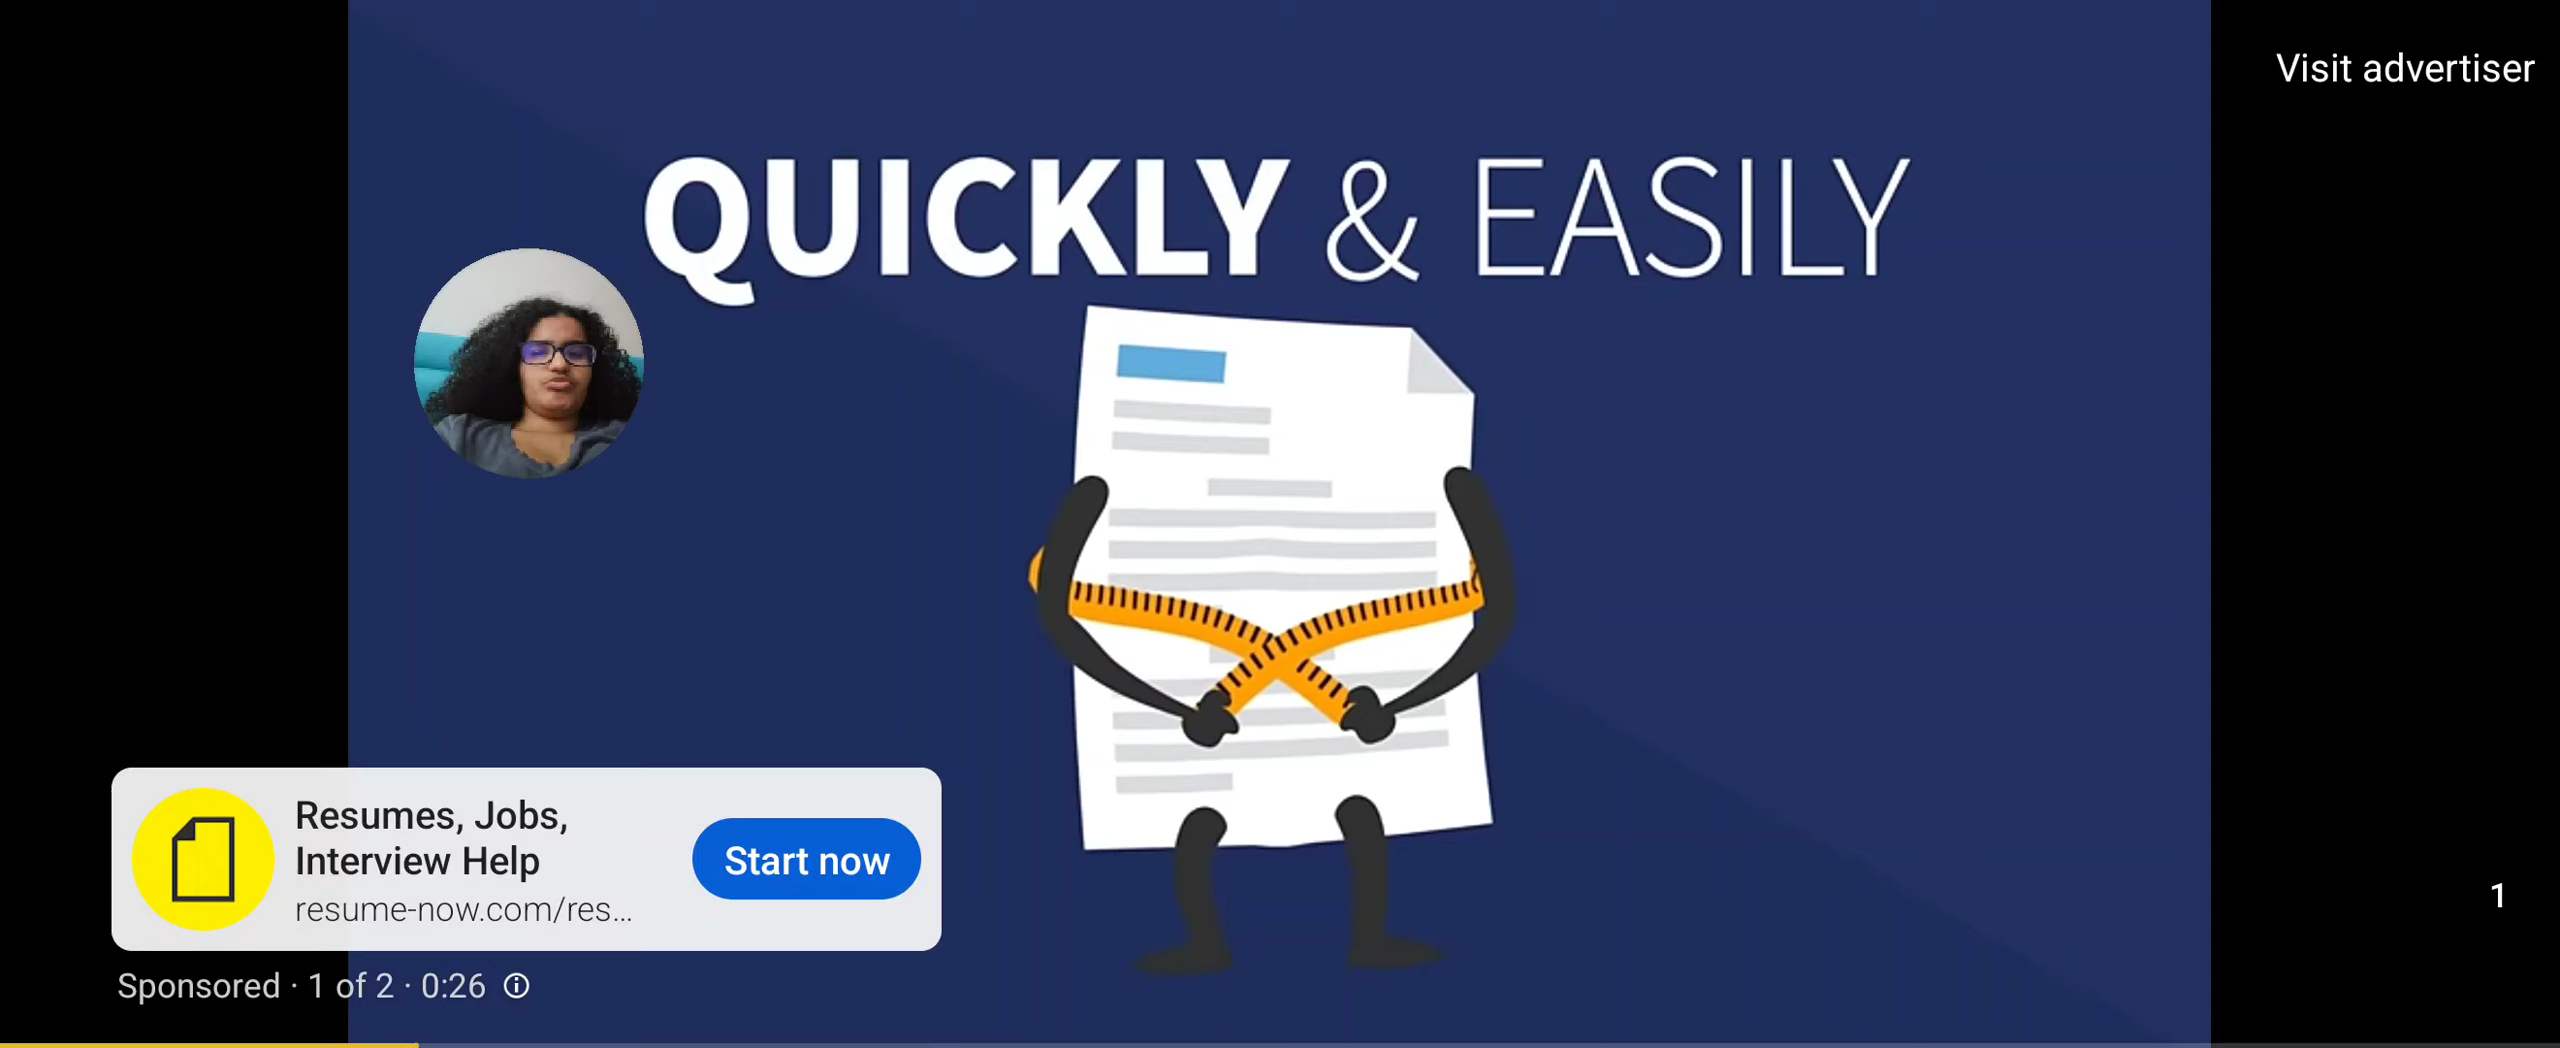 Visit advertiser
QUICKLY & EASILY
Resumes, Jobs,
Interview Help
resume-now.com/res...
Start now
1
Sponsored · 1 of 2 · 0:26